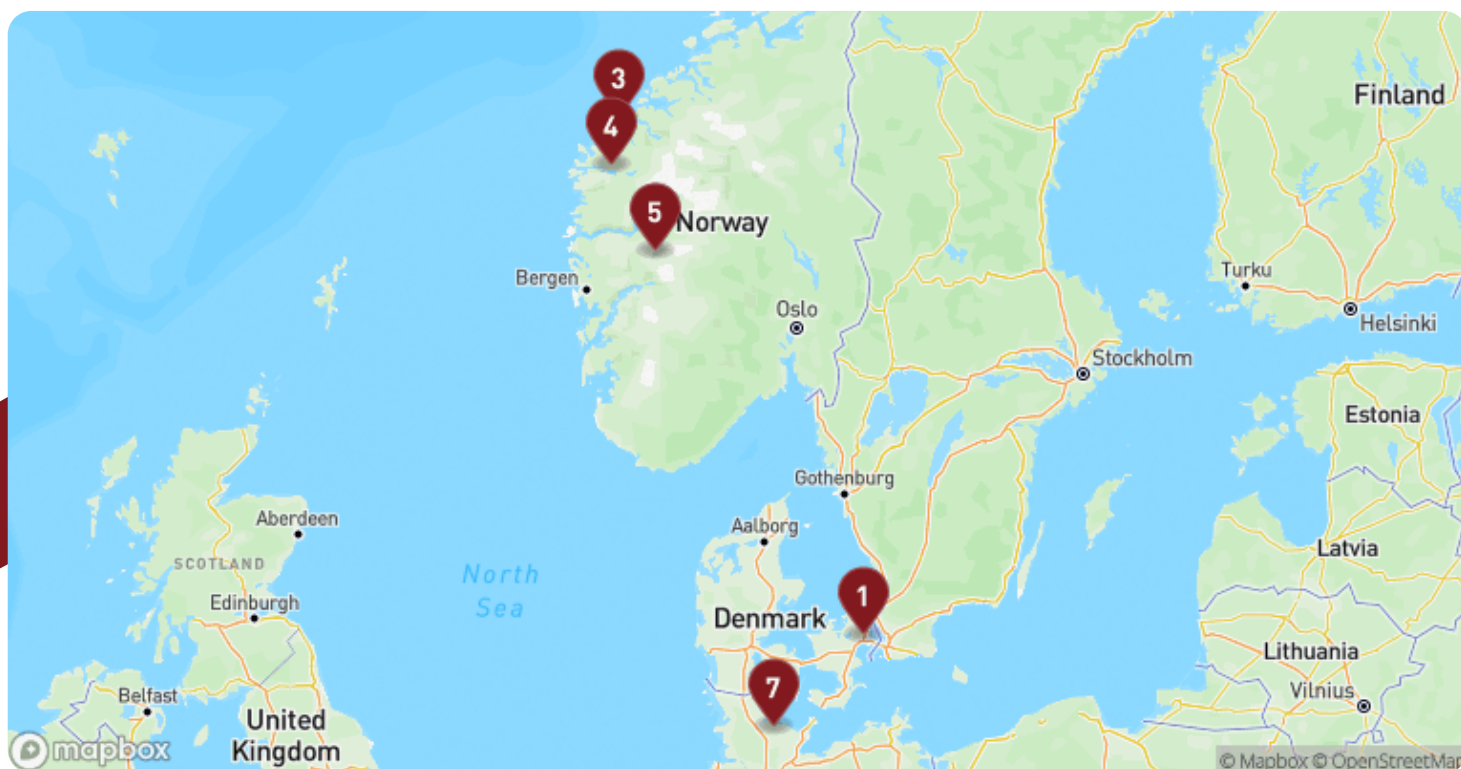 3
Finland
4
5
Norway
Bergen
Turku
Oslo
Helsinki
Stockholm
Estonia
Gothenburg
Aberdeen
Aalborg
SCOTLAND
Latvia
North
Sea
Edinburgh
1
Denmark
Lithuania
7
Belfast
Vilnius
United
Kingdom
mapbox
© Mapbox © OpenStreetMap